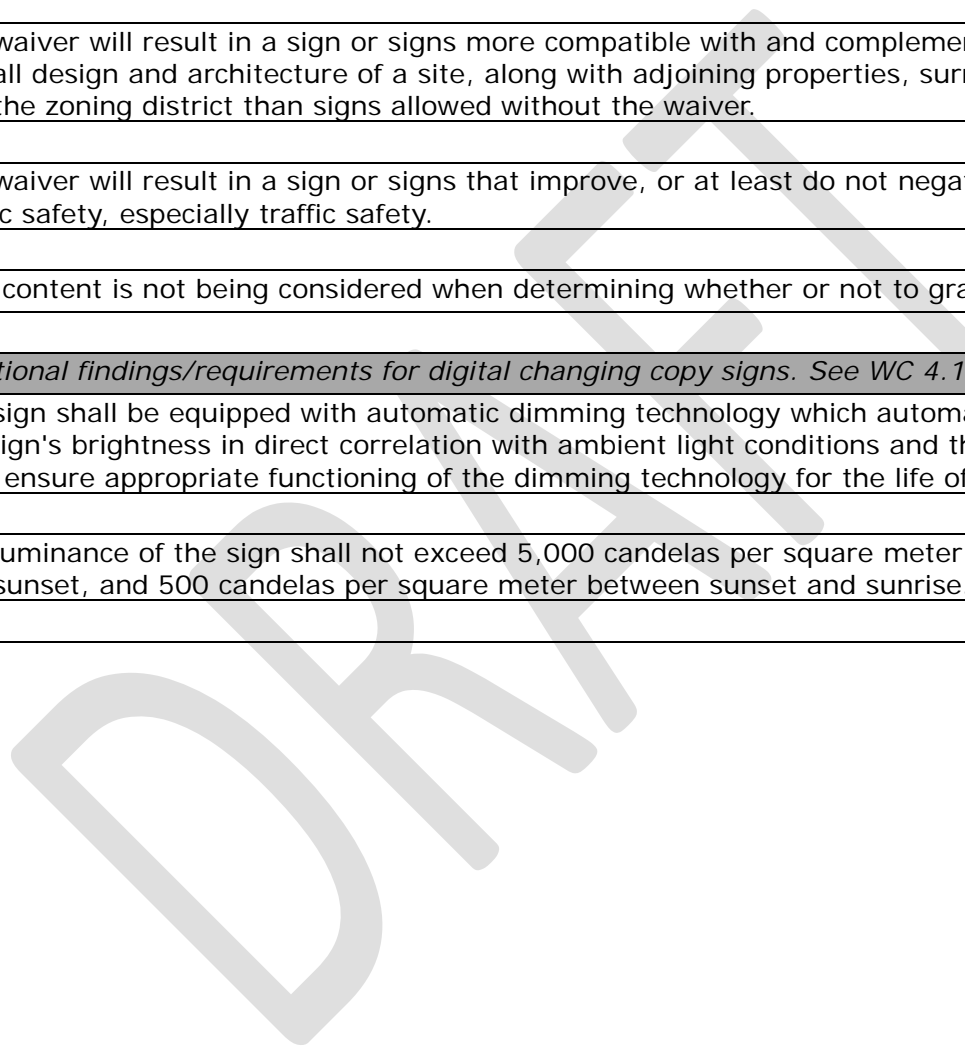 waiver will result in a sign or signs more compatible with and complemen
all design and architecture of a site, along with adjoining properties, surr
the zoning district than signs allowed without the waiver.
waiver will result in a sign or signs that improve, or at least do not negat
c safety, especially traffic safety.
content is not being considered when determining whether or not to gra
tional findings/requirements for digital changing copy signs. See WC 4.1
sign shall be equipped with automatic dimming technology which automa
ign's brightness in direct correlation with ambient light conditions and th
ensure appropriate functioning of the dimming technology for the life of
uminance of the sign shall not exceed 5,000 candelas per square meter
sunset, and 500 candelas per square meter between sunset and sunrise.
DRAFT